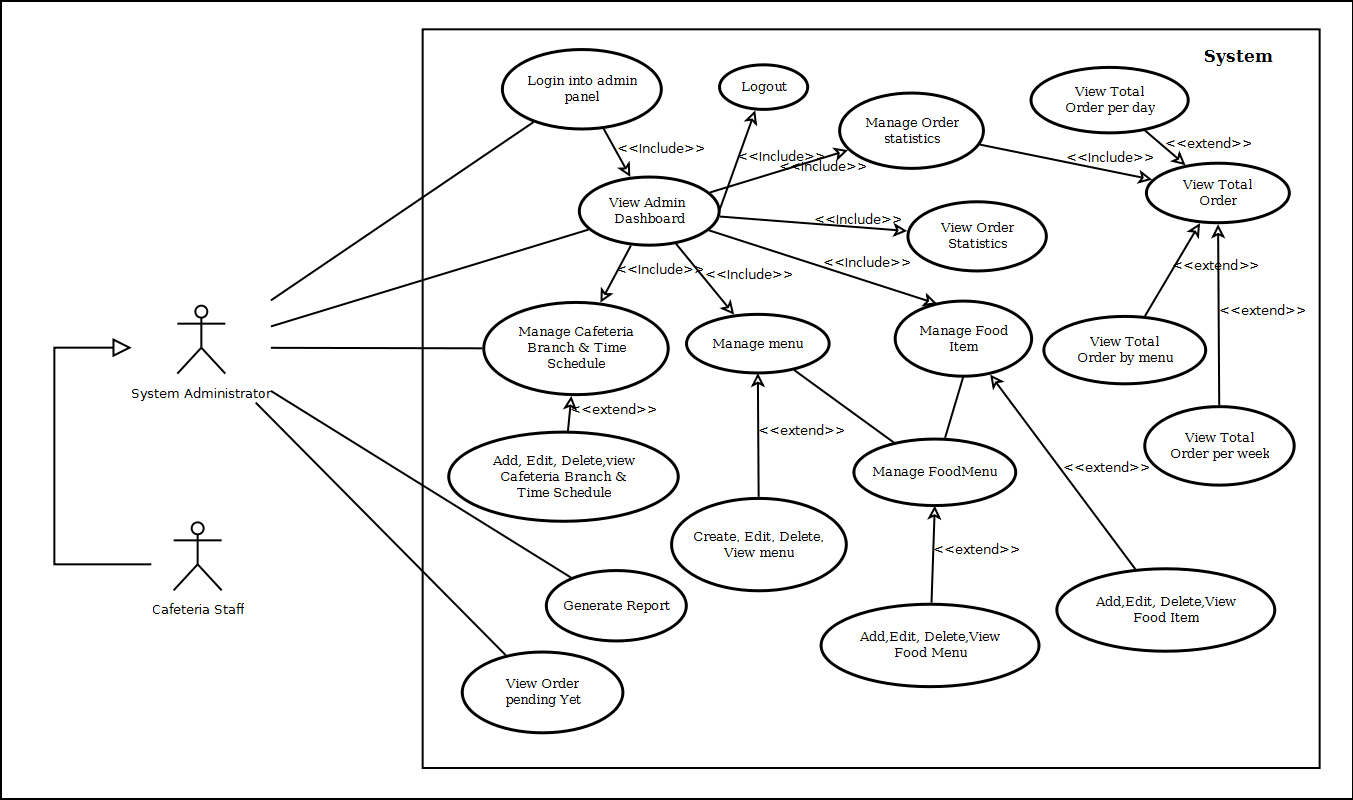 System
Login into admin
panel
Logout
View Total
Order per day
Manage Order
statistics
<<Include>>
<<Include>>
<<Include>>
<<Include>>
<<extend>>
View Total
Order
View Admin
Dashboard
<<Include>>
View Order
Statistics
<<Include>>
<<Include>>
<<Include>>
<<extend>>
<<extend>>
Manage Cafeteria
Branch & Time
Schedule
Manage menu
Manage Food
Item
View Total
Order by menu
System Administrator
<<extend>>
<<extend>>
View Total
Order per week
Add, Edit, Delete,view
Cafeteria Branch &
Time Schedule
Manage FoodMenu
<<extend>>
Create, Edit, Delete,
View menu
<<extend>>
Cafeteria Staff
Generate Report
Add,Edit, Delete,View
Food Item
Add,Edit, Delete,View
Food Menu
View Order
pending Yet